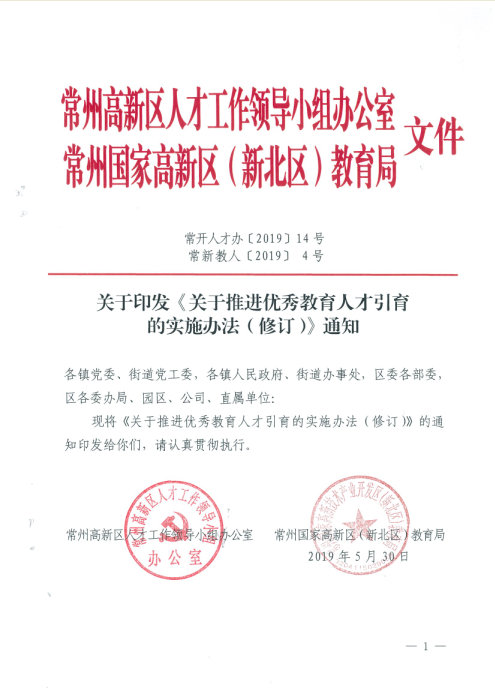 常州高新区人才工作领导小组办公室
常州国家高新区（新北区）教育局
文件
常开人才办〔2019〕14号
常新教人〔2019〕 4号
关于印发《关于推进优秀教育人才引育
的实施办法（修订）》通知
各镇党委、街道党工委，各镇人民政府、街道办事处，区委各部委，
区各委办局、园区、公司、直属单位：
现将《关于推进优秀教育人才引育的实施办法（修订）》的通
知印发给你们，请认真贯彻执行。
常州高新区人才工作领导小组办公室
常州国家高新区（新北区）教育局
2019年5月30日
常州高新区人才工作领导小组
办公室
— 1 —